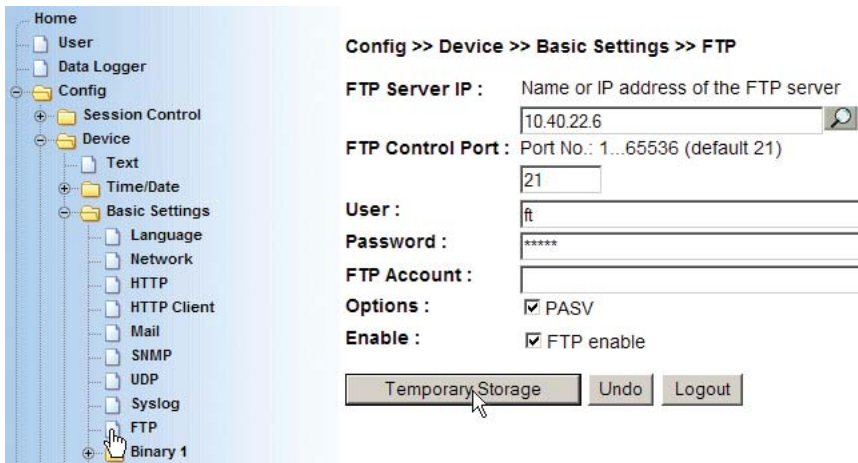 Home
User
Data Logger
Config
Session Control
Device
Text
Time/Date
Basic Settings
Language
Network
HTTP
HTTP Client
Mail
SNMP
UDP
Syslog
FTP
Binary 1
Config >> Device >> Basic Settings >> FTP
FTP Server IP : Name or IP address of the FTP server
10.40.22.6
FTP Control Port : Port No.: 1...65536 (default 21)
21
User : ft
Password : *****
FTP Account :
Options : PASV
Enable : FTP enable
Temporary Storage Undo Logout